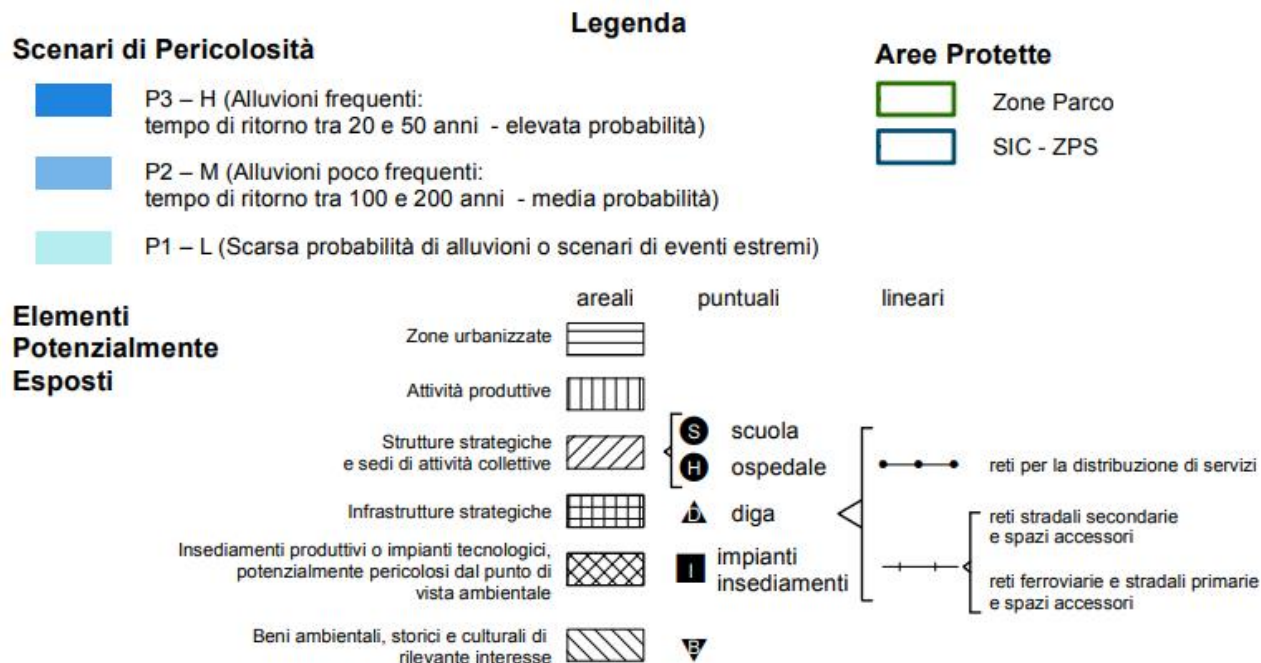 Legenda
Scenari di Pericolosità
P3 – H (Alluvioni frequenti:
tempo di ritorno tra 20 e 50 anni - elevata probabilità)
P2 – M (Alluvioni poco frequenti:
tempo di ritorno tra 100 e 200 anni - media probabilità)
P1 – L (Scarsa probabilità di alluvioni o scenari di eventi estremi)
Aree Protette
Zone Parco
SIC - ZPS
Elementi
Potenzialmente
Esposti
areali
puntuali
lineari
Zone urbanizzate
Attività produttive
Strutture strategiche
e sedi di attività collettive
S scuola
H ospedale
reti per la distribuzione di servizi
Infrastrutture strategiche
D diga
reti stradali secondarie
e spazi accessori
Insediamenti produttivi o impianti tecnologici,
potenzialmente pericolosi dal punto di
vista ambientale
I impianti
insediamenti
reti ferroviarie e stradali primarie
e spazi accessori
Beni ambientali, storici e culturali di
rilevante interesse
B